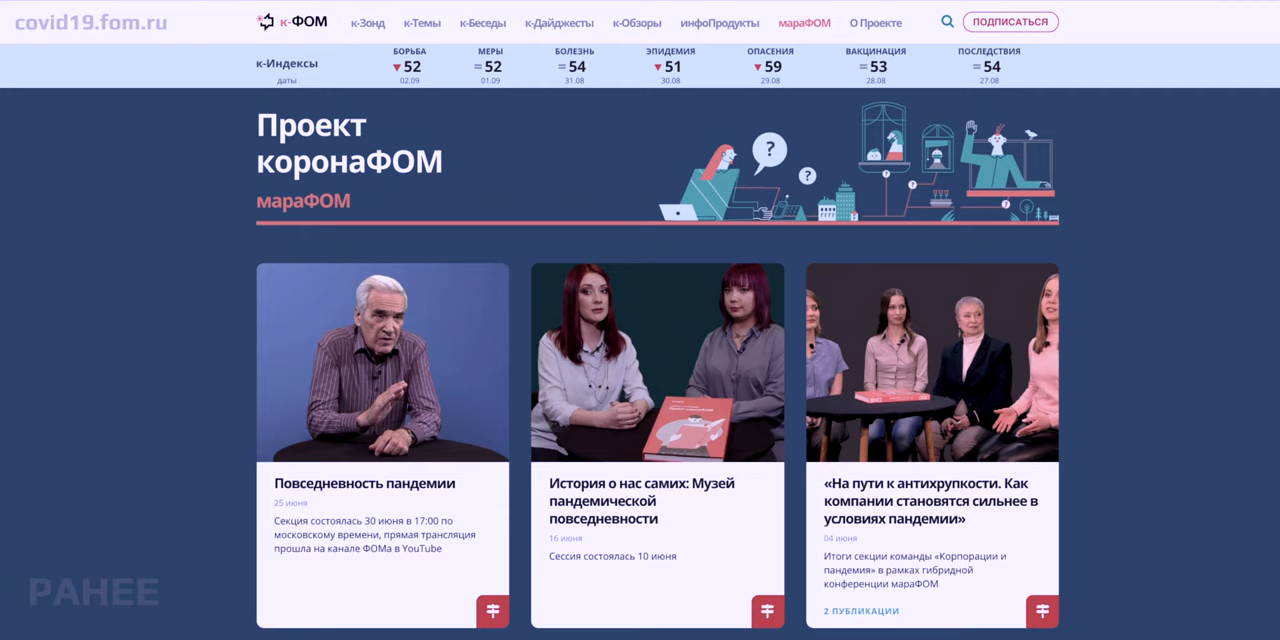 covid19.fom.ru
к-ФОМ
к-Зонд к-Темы к-Беседы к-Дайджесты к-Обзоры инфоПродукты мараФОМ О Проекте
ПОДПИСАТЬСЯ
к-Индексы
даты
БОРЬБА
52
02.09
МЕРЫ
= 52
01.09
БОЛЕЗНЬ
= 54
31.08
ЭПИДЕМИЯ
51
30.08
ОПАСЕНИЯ
59
29.08
ВАКЦИНАЦИЯ
= 53
28.08
ПОСЛЕДСТВИЯ
= 54
27.08
Проект
коронаФОМ
мараФОМ
?
?
?
?
?
Повседневность пандемии
25 июня
Секция состоялась 30 июня в 17:00 по
московскому времени, прямая трансляция
прошла на канале ФОМа в YouTube
История о нас самих: Музей
пандемической
повседневности
16 июня
Сессия состоялась 10 июня
«На пути к антихрупкости. Как
компании становятся сильнее в
условиях пандемии»
04 июня
Итоги секции команды «Корпорации и
пандемия» в рамках гибридной
конференции мараФОМ
2 ПУБЛИКАЦИИ
РАНЕЕ